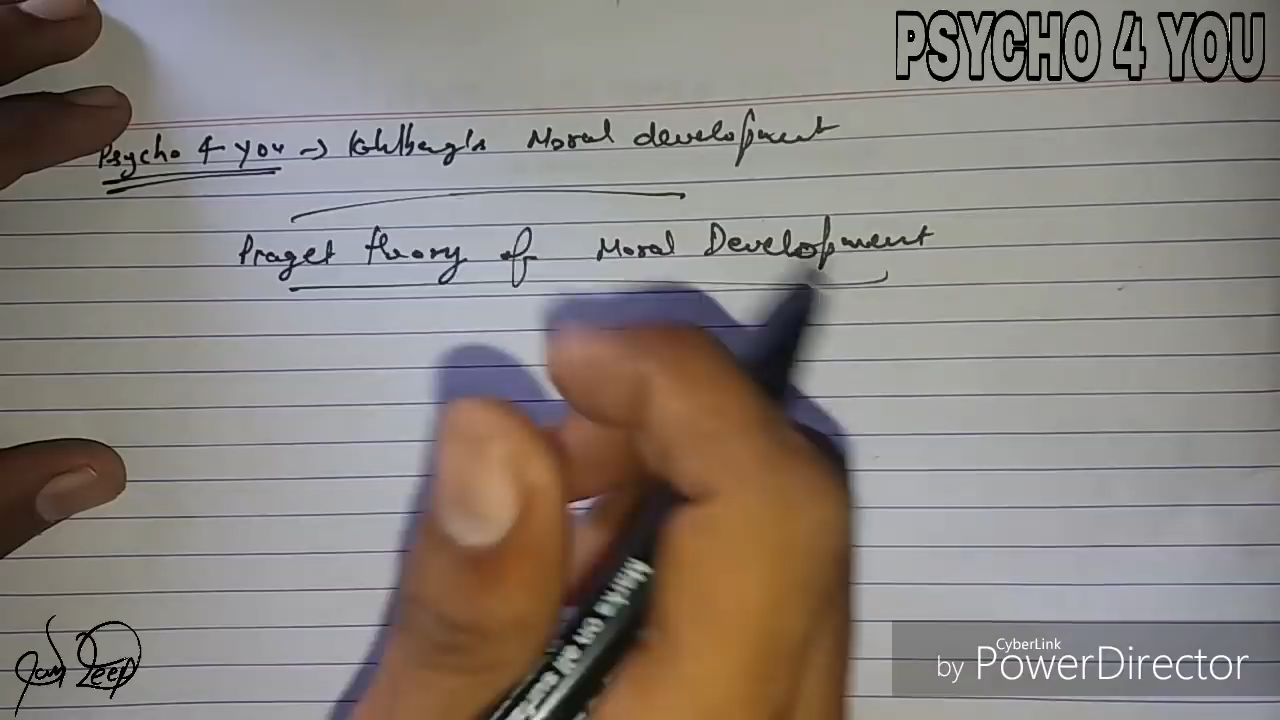 PSYCHO 4 YOU
Psycho 4 you → Kohlberg's Moral development
Piaget theory of Moral Development
CyberLink
by PowerDirector